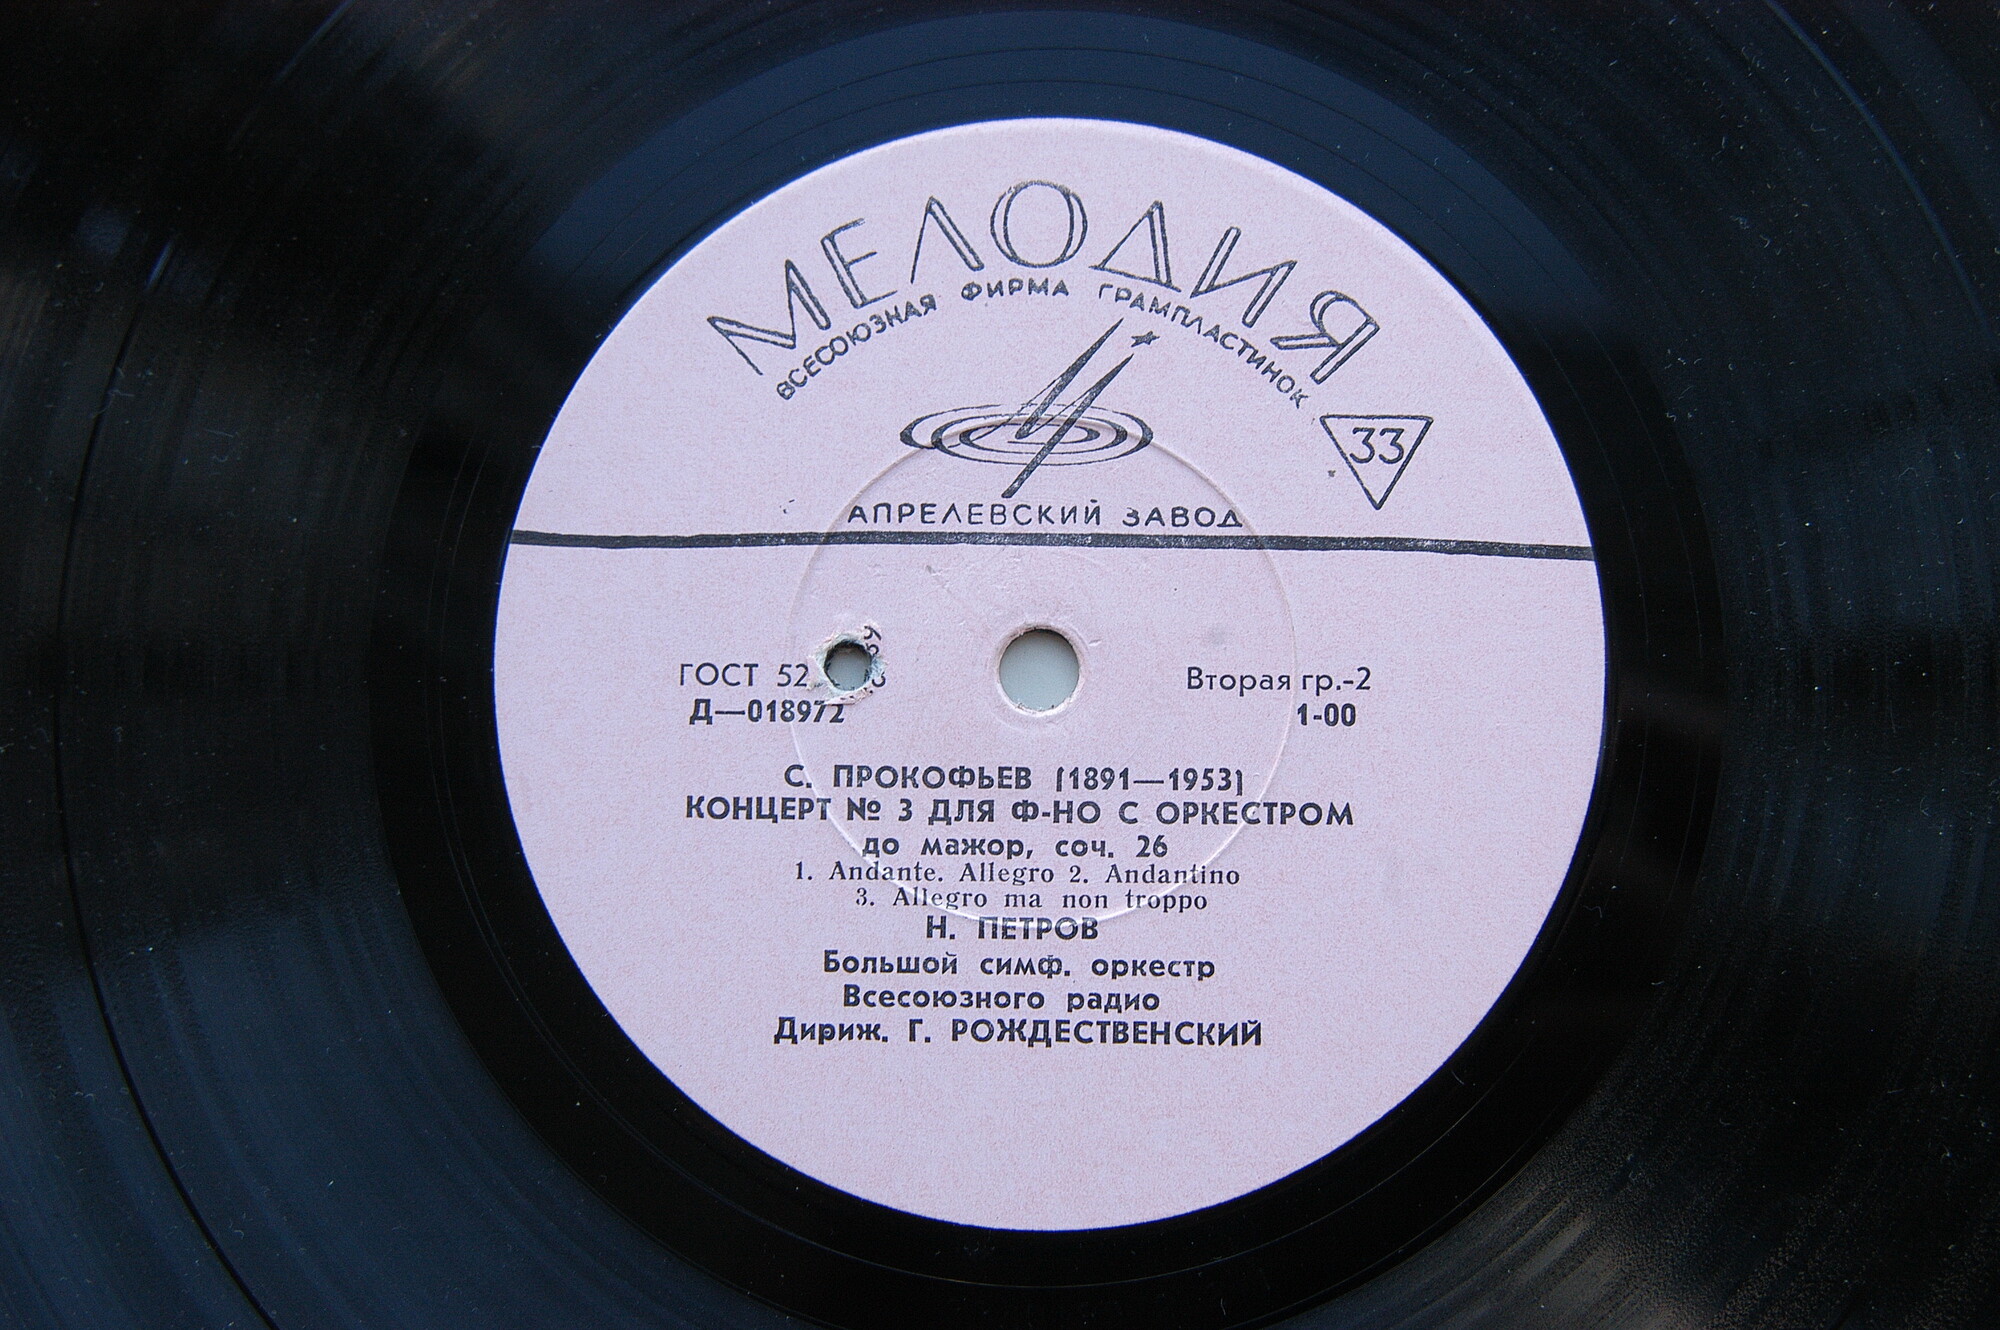 МЕЛОДИЯ
ВСЕСОЮЗНАЯ ФИРМА ГРАМПЛАСТИНОК
33
АПРЕЛЕВСКИЙ ЗАВОД
ГОСТ
Вторая гр.-2
Д—018972
1-00
С. ПРОКОФЬЕВ (1891—1953)
КОНЦЕРТ № 3 ДЛЯ Ф-НО С ОРКЕСТРОМ
до мажор, соч. 26
1. Andante. Allegro 2. Andantino
3. Allegro ma non troppo
Н. ПЕТРОВ
Большой симф. оркестр
Всесоюзного радио
Дириж. Г. РОЖДЕСТВЕНСКИЙ